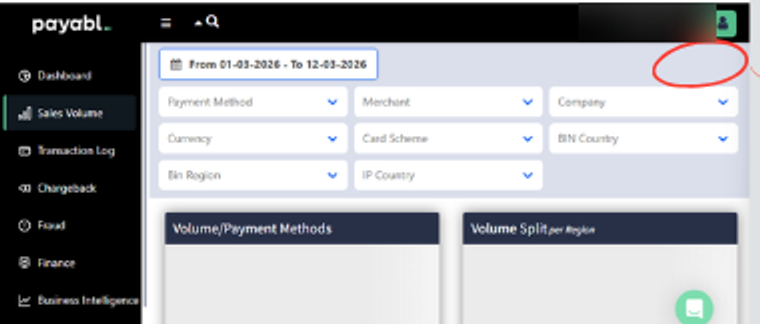 payabl.
From 01-03-2026 - To 12-03-2026
Dashboard
Sales Volume
Transaction Log
Chargeback
Fraud
Finance
Business Intelligence
Payment Method
Merchant
Company
Currency
Card Scheme
BIN Country
Bin Region
IP Country
Volume/Payment Methods
Volume Split per Region